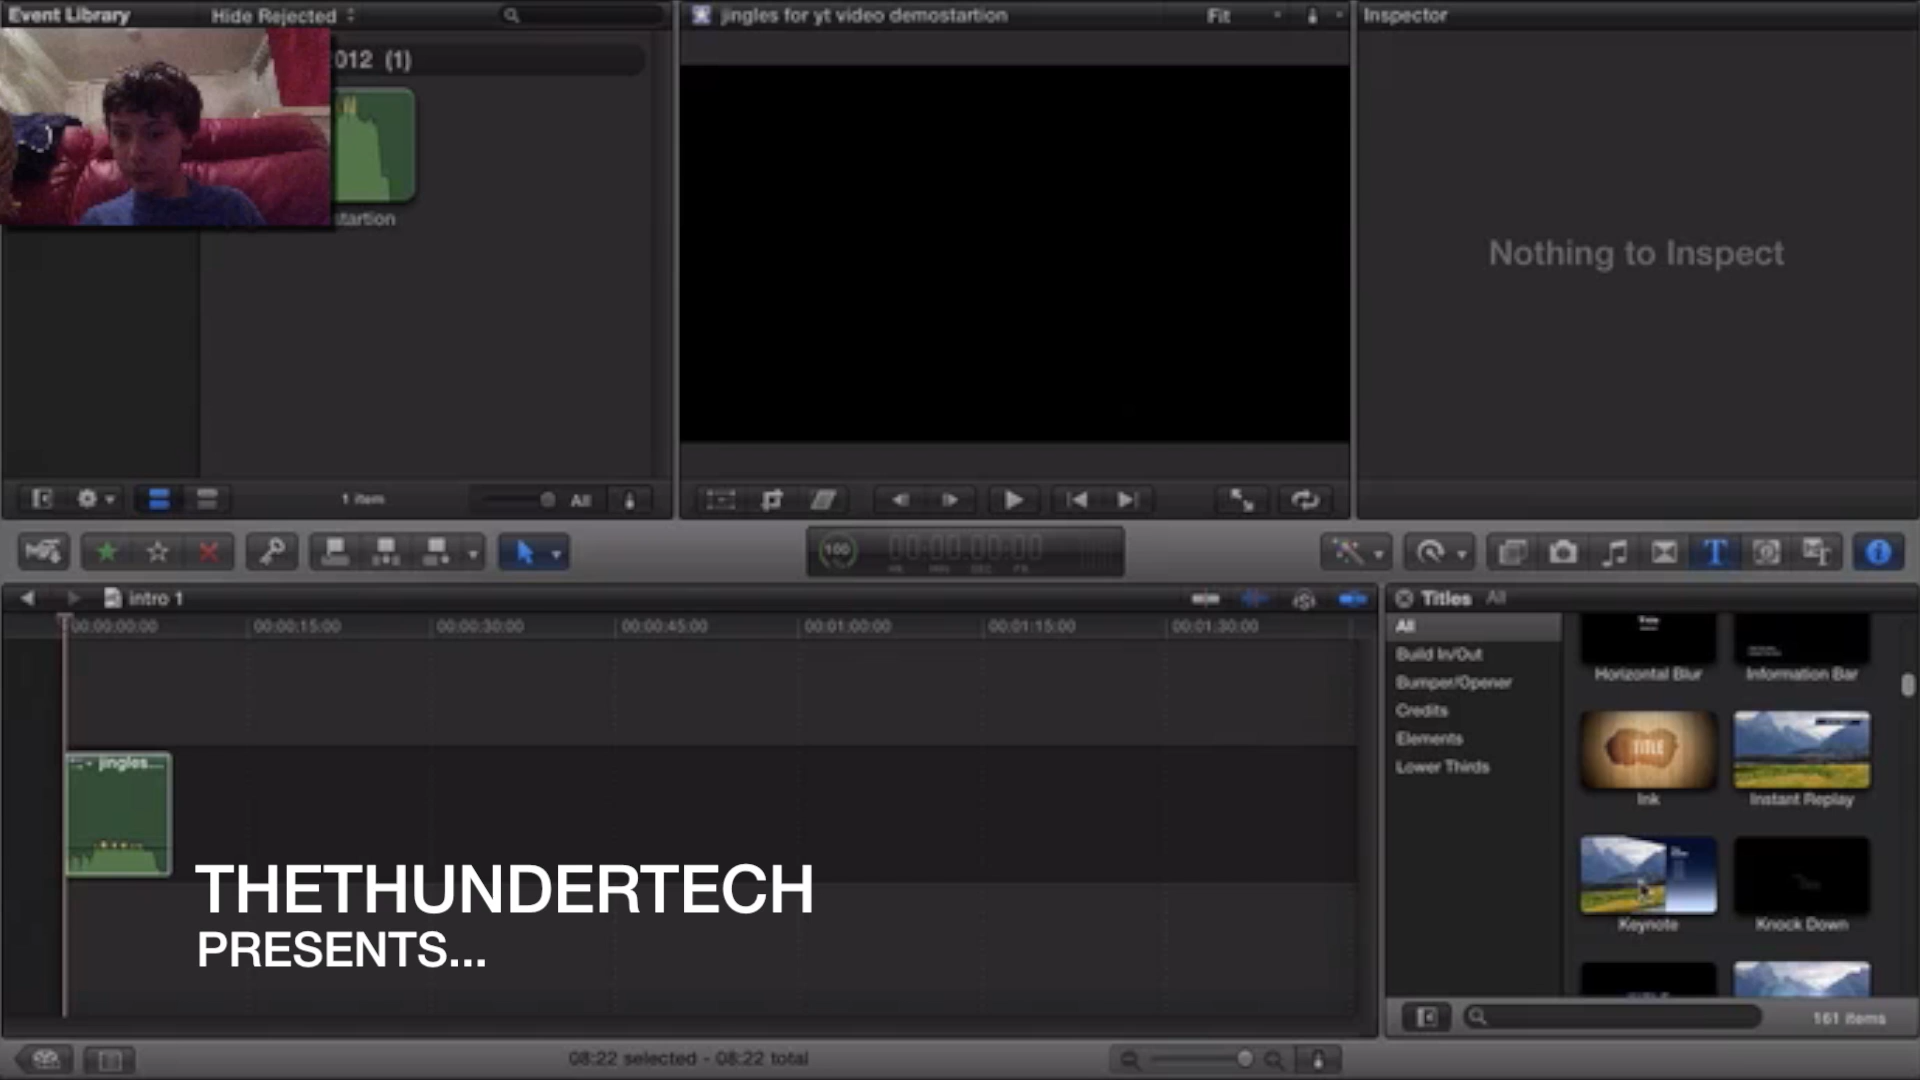 Event Library
Hide Rejected
jingles for yt video demostartion
Fit
Inspector
012 (1)
startion
Nothing to Inspect
1 item
All
100
00:00:00:00
intro 1
Titles All
00:00:00:00
00:00:15:00
00:00:30:00
00:00:45:00
00:01:00:00
00:01:15:00
00:01:30:00
All
Build In/Out
Bumper/Opener
Credits
Elements
Lower Thirds
Title
Horizontal Blur
Information Bar
TITLE
Ink
Instant Replay
Keynote
Knock Down
jingles...
THETHUNDERTECH
PRESENTS...
161 items
08:22 selected - 08:22 total